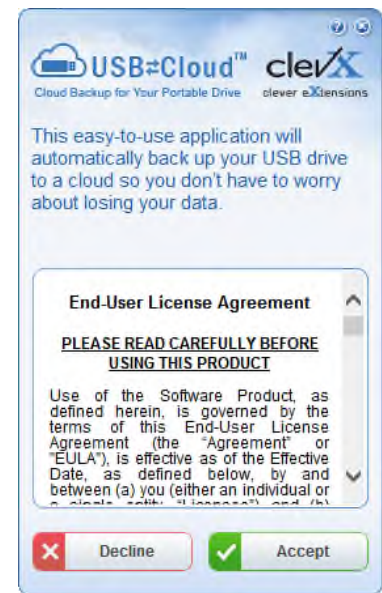 USB⇄Cloud™
Cloud Backup for Your Portable Drive
clevX
clever eXtensions
This easy-to-use application will
automatically back up your USB drive
to a cloud so you don't have to worry
about losing your data.
End-User License Agreement
PLEASE READ CAREFULLY BEFORE
USING THIS PRODUCT
Use of the Software Product, as
defined herein, is governed by the
terms of this End-User License
Agreement (the "Agreement" or
"EULA"), is effective as of the Effective
Date, as defined below, by and
between (a) you (either an individual or
a single entity "Licensee") and (b)
Decline
Accept